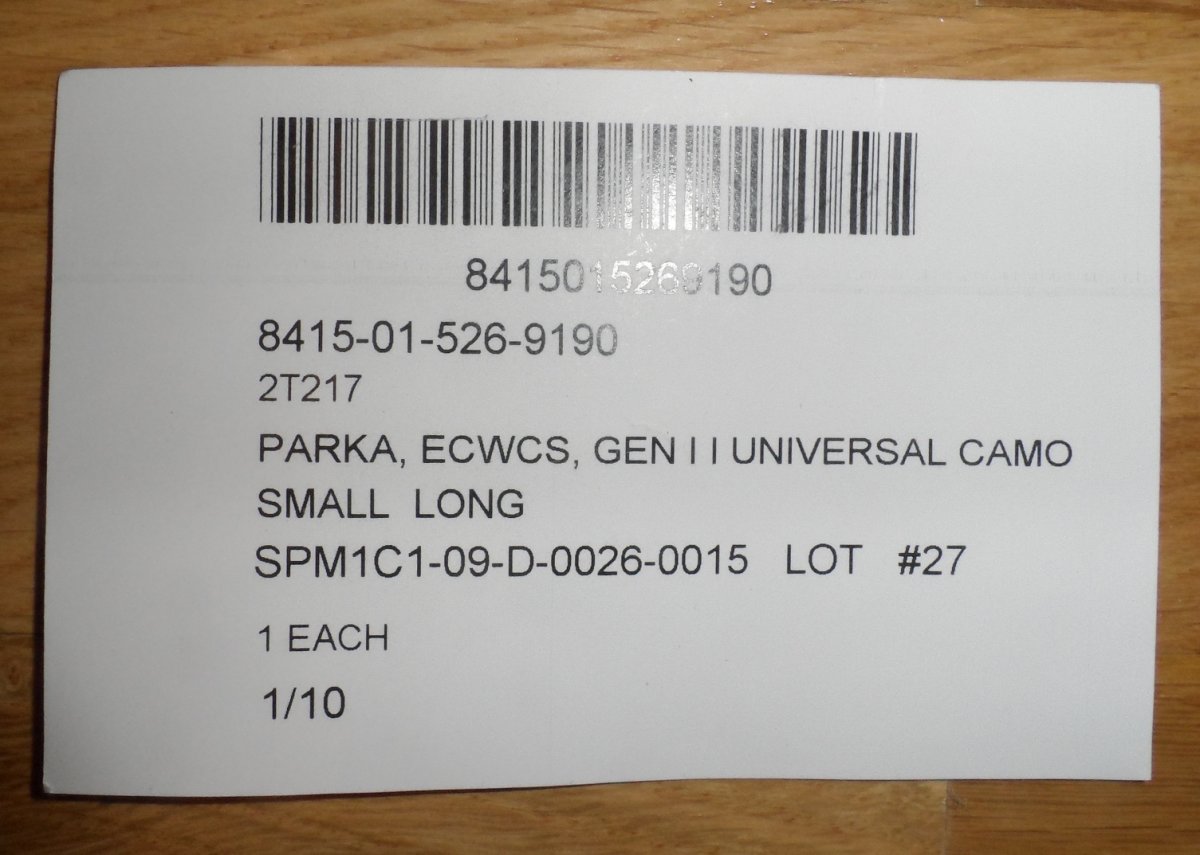 8415015269190
8415-01-526-9190
2T217
PARKA, ECWCS, GEN I I UNIVERSAL CAMO
SMALL LONG
SPM1C1-09-D-0026-0015 LOT #27
1 EACH
1/10